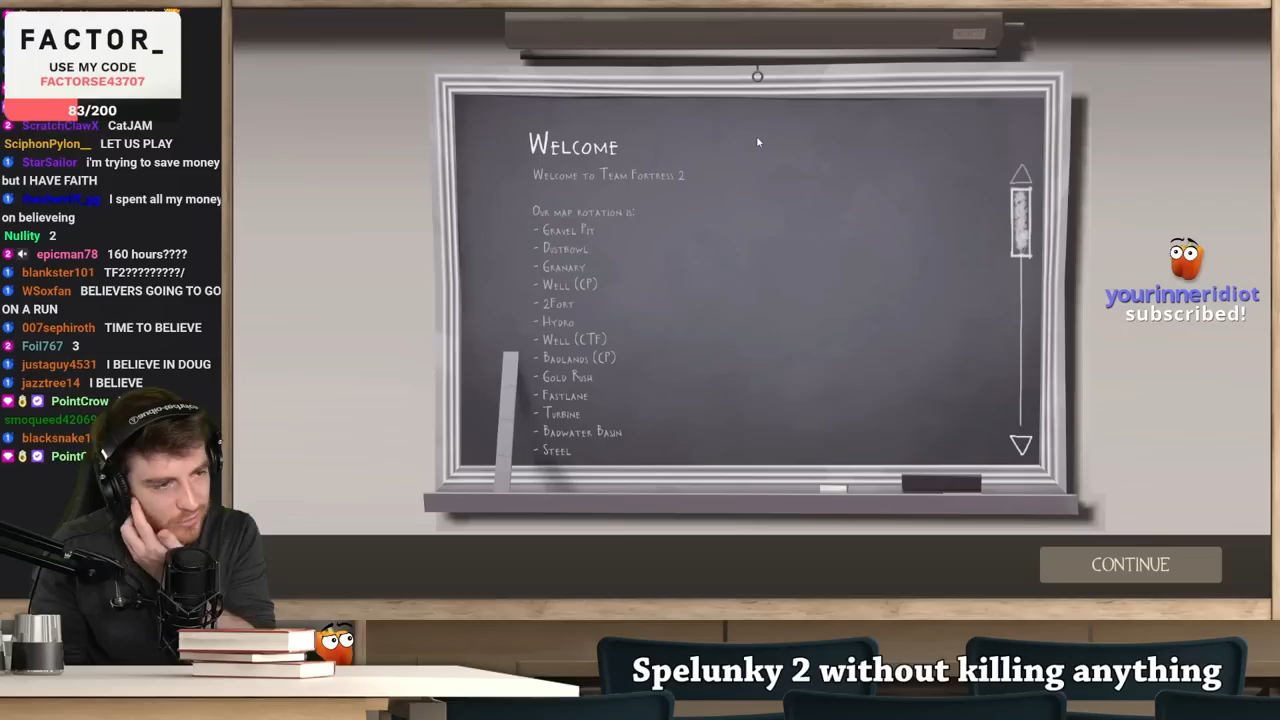 FACTOR_
USE MY CODE
FACTORSE43707
83/200
ScratchClawX CatJAM
SciphonPylon__ LET US PLAY
StarSailor i'm trying to save money
but I HAVE FAITH
I spent all my money
on believeing
Nullity 2
2 epicman78 160 hours????
blankster101 TF2?????????/
WSoxfan BELIEVERS GOING TO GO
ON A RUN
007sephiroth TIME TO BELIEVE
Foil767 3
justaguy4531 I BELIEVE IN DOUG
jazztree14 I BELIEVE
PointCrow
smoqueed42069
blacksnake1
PointC
Welcome
Welcome to Team Fortress 2
Our map rotation is:
- Gravel Pit
- Dustbowl
- Granary
- Well (CP)
- 2Fort
- Hydro
- Well (CTF)
- Badlands (CP)
- Gold Rush
- Fastlane
- Turbine
- Badwater Basin
- Steel
CONTINUE
yourinneridiot
subscribed!
Spelunky 2 without killing anything